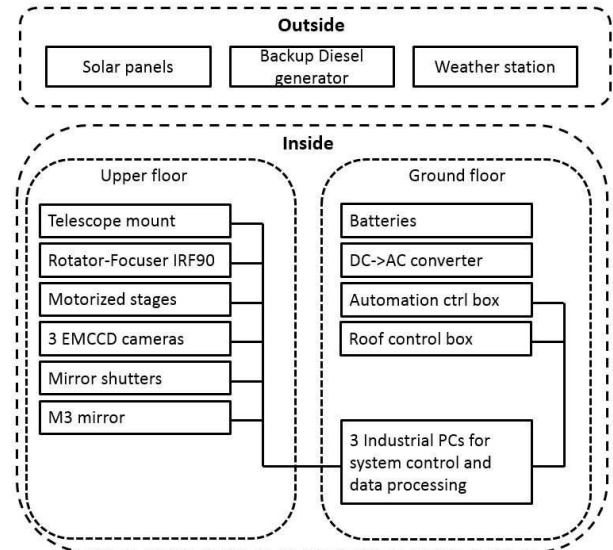 Outside
Solar panels
Backup Diesel
generator
Weather station
Inside
Upper floor
Telescope mount
Rotator-Focuser IRF90
Motorized stages
3 EMCCD cameras
Mirror shutters
M3 mirror
Ground floor
Batteries
DC->AC converter
Automation ctrl box
Roof control box
3 Industrial PCs for
system control and
data processing